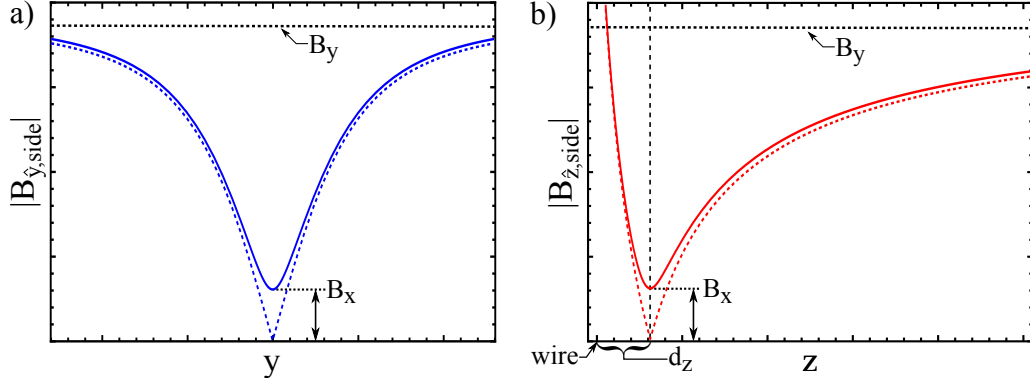 a)
B_y
|B_ŷ,side|
B_x
y
b)
B_y
|B_ẑ,side|
B_x
wire
d_z
z